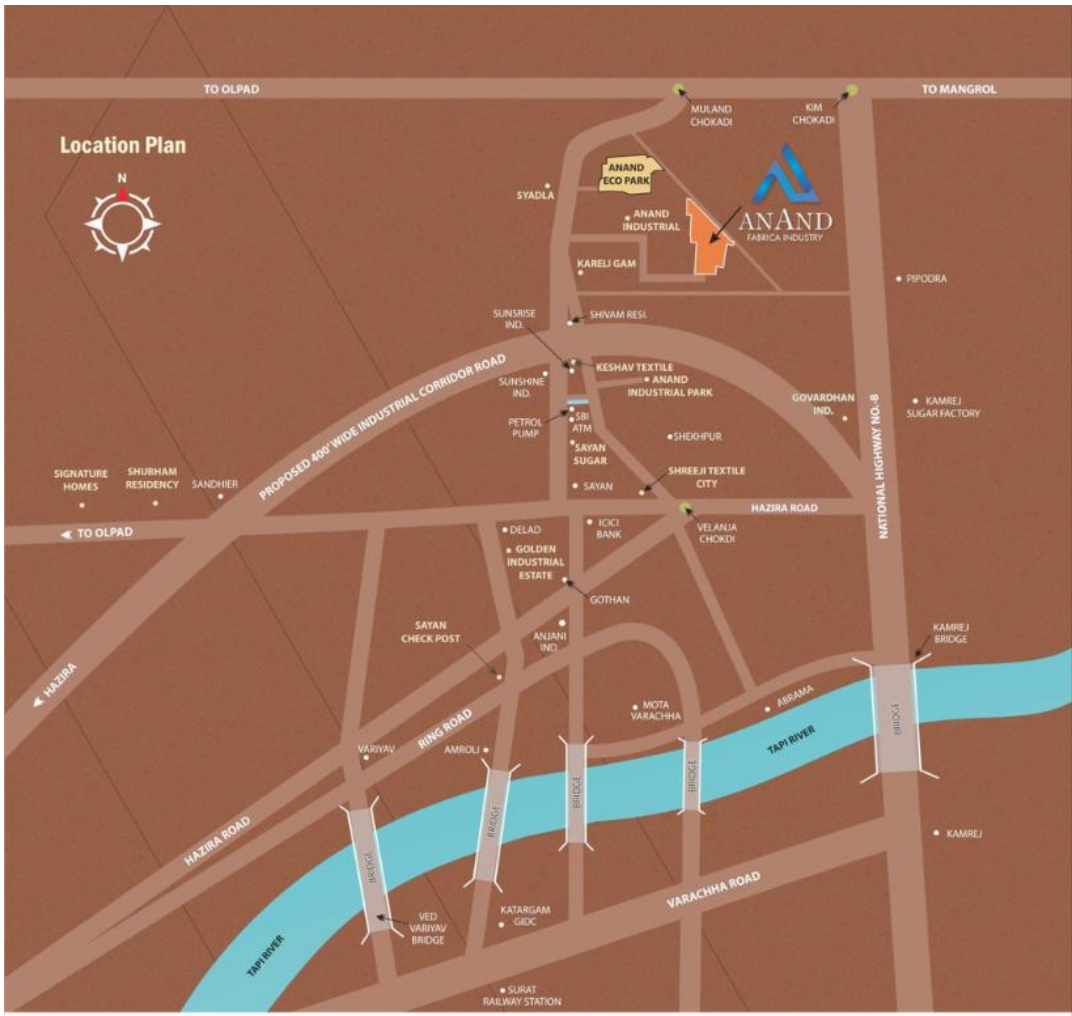 TO OLPAD
TO MANGROL
MULAND
CHOKADI
KIM
CHOKADI
Location Plan
N
ANAND
ECO PARK
SYADLA
ANAND
INDUSTRIAL
ANAND
FABRICA INDUSTRY
KARELI GAM
PIPODRA
SUNSRISE
IND.
SHIVAM RESI.
PROPOSED 400' WIDE INDUSTRIAL CORRIDOR ROAD
KESHAV TEXTILE
SUNSHINE
IND.
ANAND
INDUSTRIAL PARK
GOVARDHAN
IND.
KAMREJ
SUGAR FACTORY
NATIONAL HIGHWAY NO.-8
PETROL
PUMP
SBI
ATM
SHEKHPUR
SAYAN
SUGAR
SIGNATURE
HOMES
SHUBHAM
RESIDENCY
SANDHIER
SHREEJI TEXTILE
CITY
SAYAN
HAZIRA ROAD
TO OLPAD
DELAD
ICICI
BANK
VELANJA
CHOKDI
GOLDEN
INDUSTRIAL
ESTATE
GOTHAN
SAYAN
CHECK POST
ANJANI
IND.
KAMREJ
BRIDGE
HAZIRA
RING ROAD
MOTA
VARACHHA
ABRAMA
BRIDGE
TAPI RIVER
VARIYAV
AMROLI
BRIDGE
BRIDGE
BRIDGE
HAZIRA ROAD
BRIDGE
KAMREJ
VARACHHA ROAD
VED
VARIYAV
BRIDGE
KATARGAM
GIDC
TAPI RIVER
SURAT
RAILWAY STATION